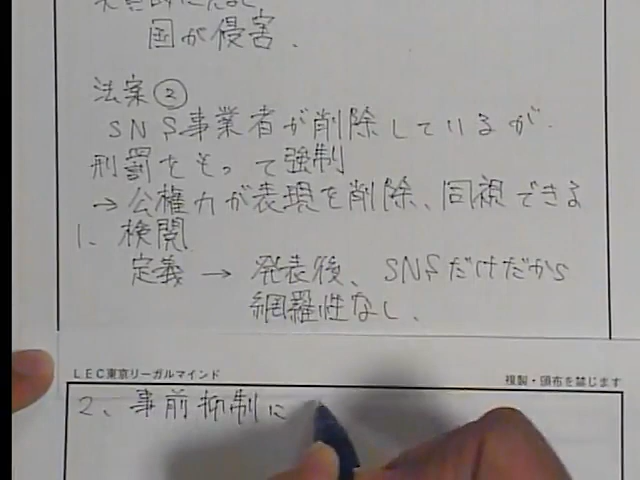 国が侵害.
法案②
SNS事業者が削除しているが.
刑罰をもって強制
→公権力が表現を削除、同視できる
1、検閲
定義→発表後、SNSだけだから
網羅性なし、
LEC東京リーガルマインド 複製・頒布を禁じます
2、事前抑制に